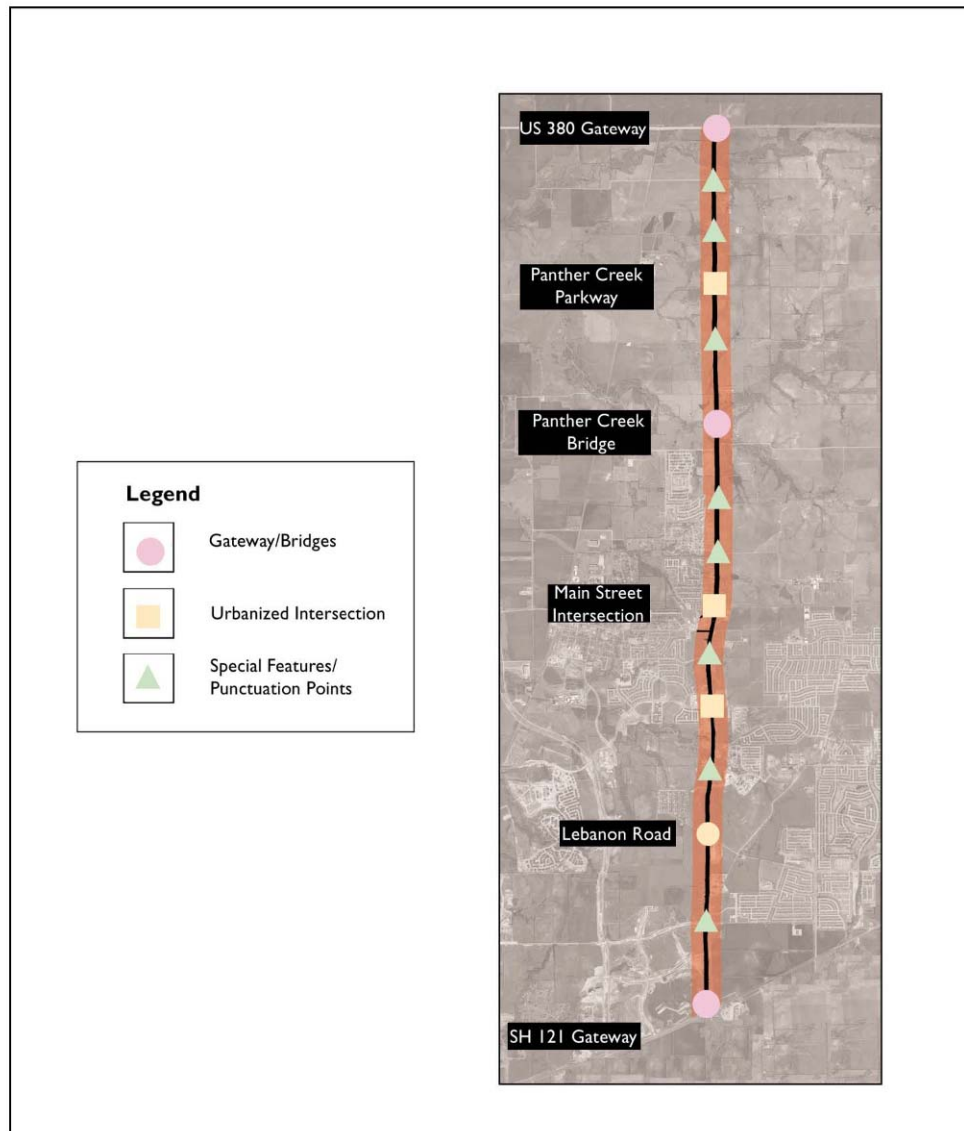 US 380 Gateway
Panther Creek
Parkway
Panther Creek
Bridge
Legend
Gateway/Bridges
Urbanized Intersection
Special Features/
Punctuation Points
Main Street
Intersection
Lebanon Road
SH 121 Gateway